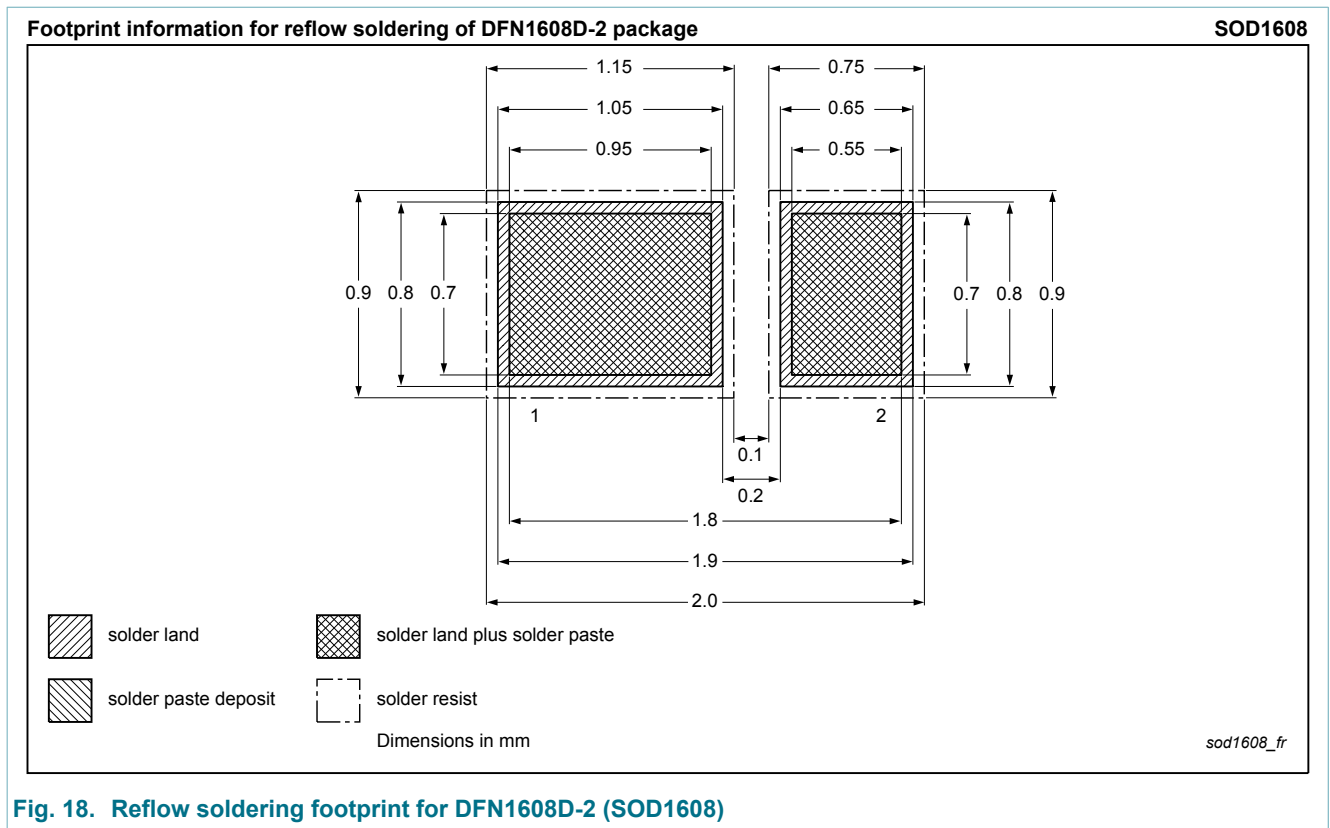 Footprint information for reflow soldering of DFN1608D-2 package SOD1608
1.15 0.75
1.05 0.65
0.95 0.55
0.9 0.8 0.7 0.7 0.8 0.9
1 2
0.1
0.2
1.8
1.9
2.0
solder land solder land plus solder paste
solder paste deposit solder resist
Dimensions in mm sod1608_fr
Fig. 18. Reflow soldering footprint for DFN1608D-2 (SOD1608)